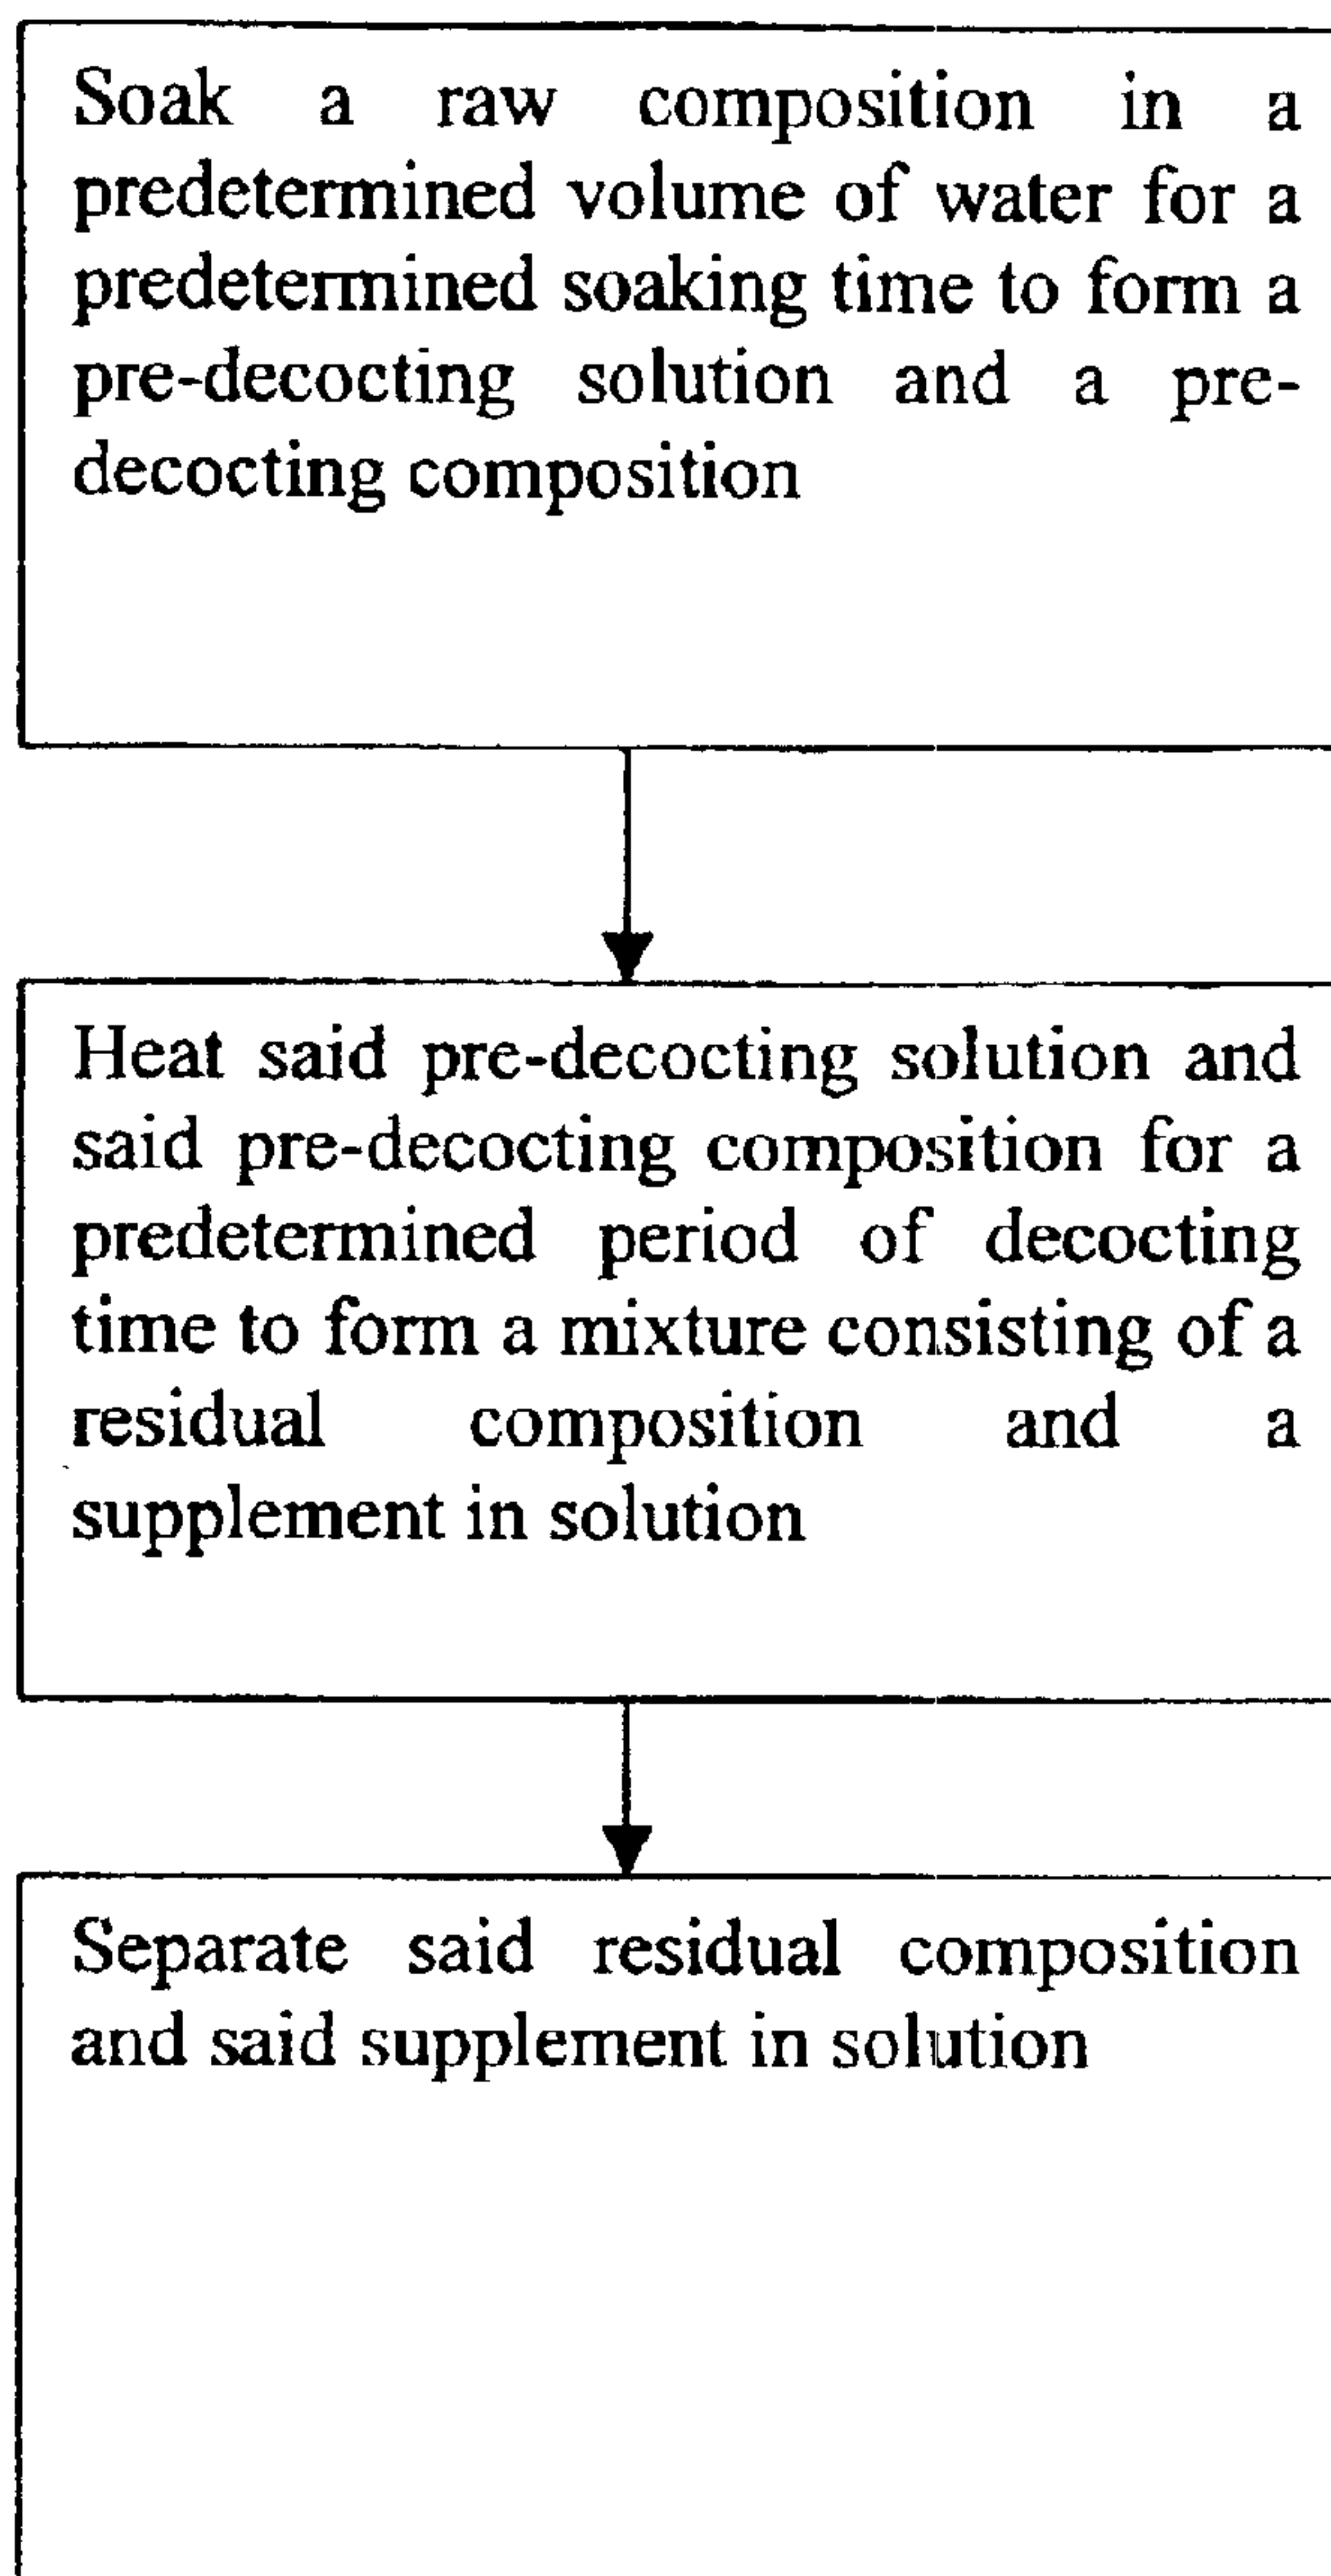 Soak a raw composition in a
predetermined volume of water for a
predetermined soaking time to form a
pre-decocting solution and a pre-
decocting composition
Heat said pre-decocting solution and
said pre-decocting composition for a
predetermined period of decocting
time to form a mixture consisting of a
residual composition and a
supplement in solution
Separate said residual composition
and said supplement in solution